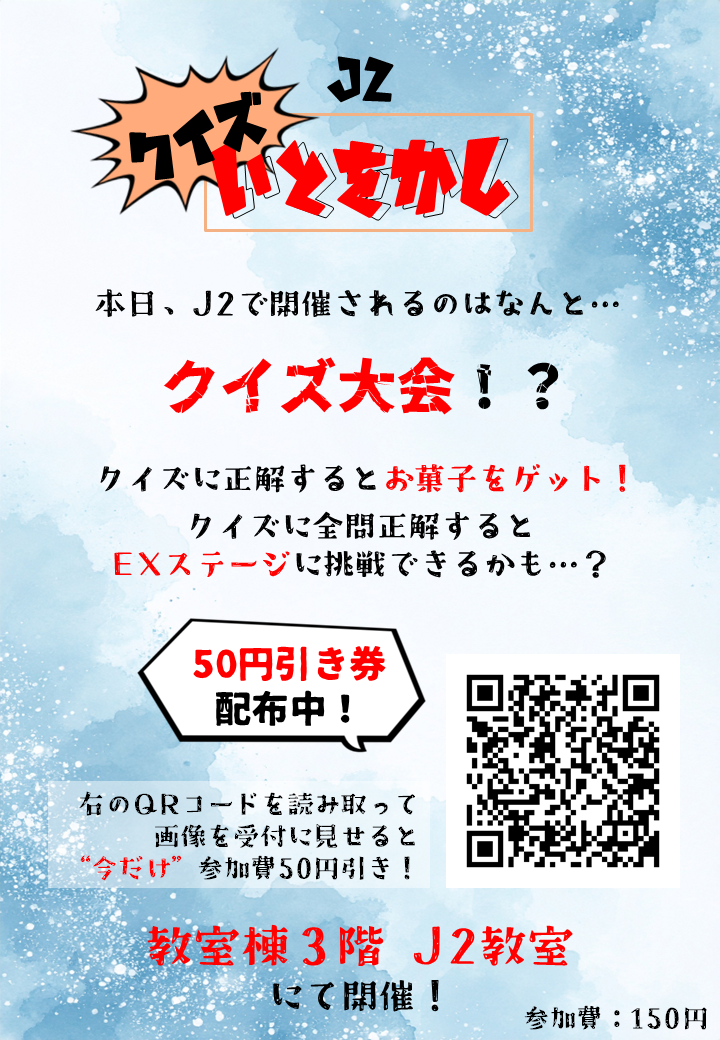 J2
クイズ
いとをかし
本日、J2で開催されるのはなんと…
クイズ大会！？
クイズに正解するとお菓子をゲット！
クイズに全問正解すると
EXステージに挑戦できるかも…？
50円引き券
配布中！
右のQRコードを読み取って
画像を受付に見せると
“今だけ”参加費50円引き！
教室棟３階 J2教室
にて開催！
参加費：150円